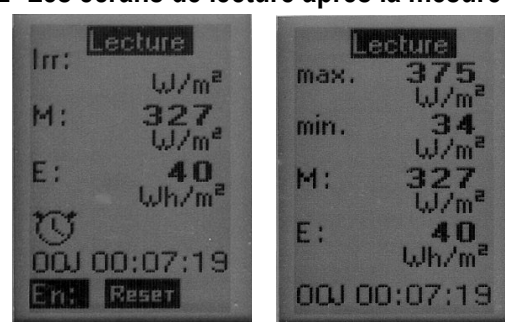 Les écrans de lecture après la mesure
Lecture
Irr:
W/m²
M: 327
W/m²
E: 40
Wh/m²
00J 00:07:19
En: Reset
Lecture
max. 375
W/m²
min. 34
W/m²
M: 327
W/m²
E: 40
Wh/m²
00J 00:07:19